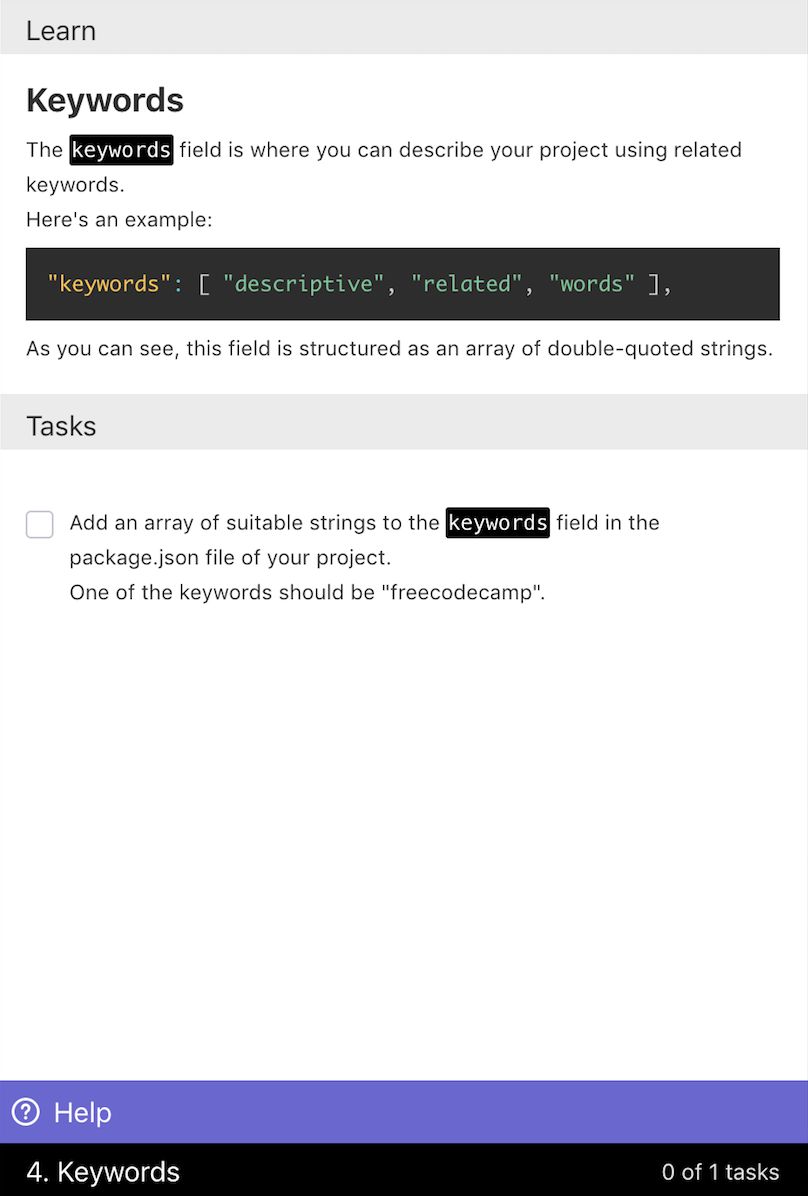 Learn
Keywords
The keywords field is where you can describe your project using related
keywords.
Here's an example:
"keywords": [ "descriptive", "related", "words" ],
As you can see, this field is structured as an array of double-quoted strings.
Tasks
Add an array of suitable strings to the keywords field in the
package.json file of your project.
One of the keywords should be "freecodecamp".
? Help
4. Keywords 0 of 1 tasks